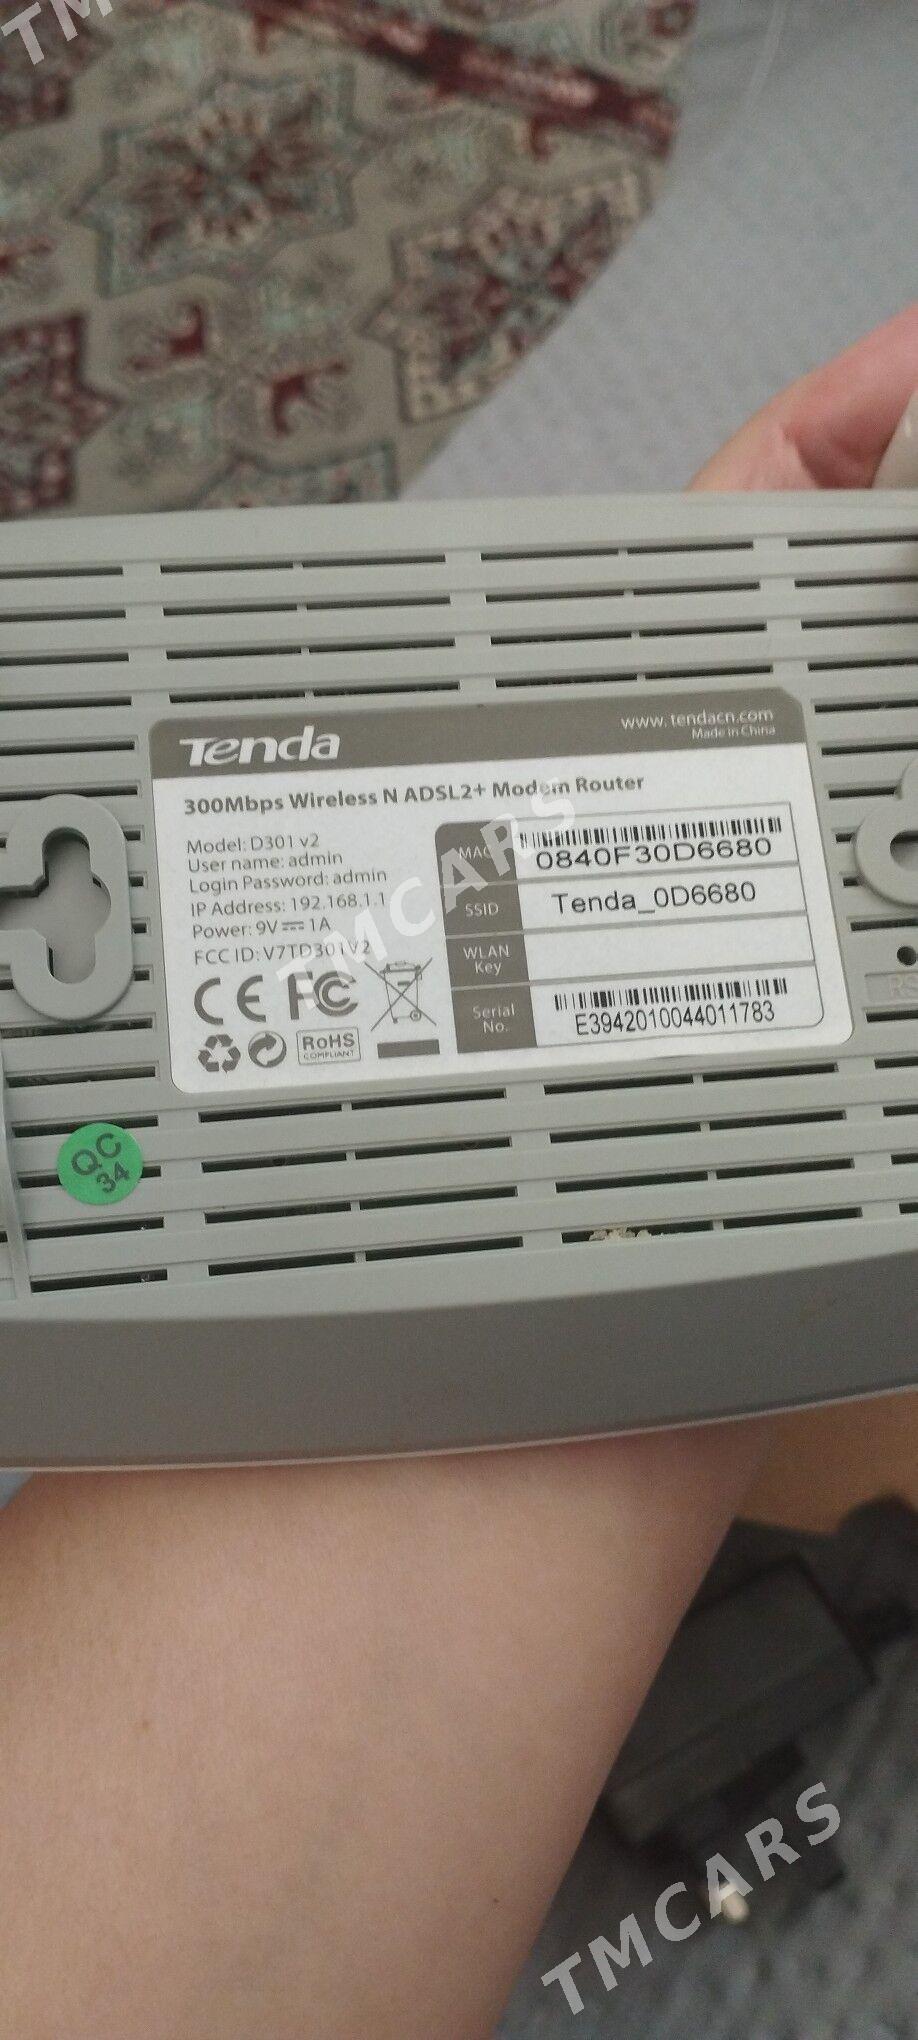 TM
Tenda
www.tendacn.com
Made in China
300Mbps Wireless N ADSL2+ Modem Router
Model: D301 v2
User name: admin
Login Password: admin
IP Address: 192.168.1.1
Power: 9V 1A
FCC ID: V7TD301V2
MAC
0840F30D6680
SSID
Tenda_0D6680
WLAN
Key
Serial
No.
E3942010044011783
CE FC
RoHS
COMPLIANT
TMCARS
QC
34
TMCARS